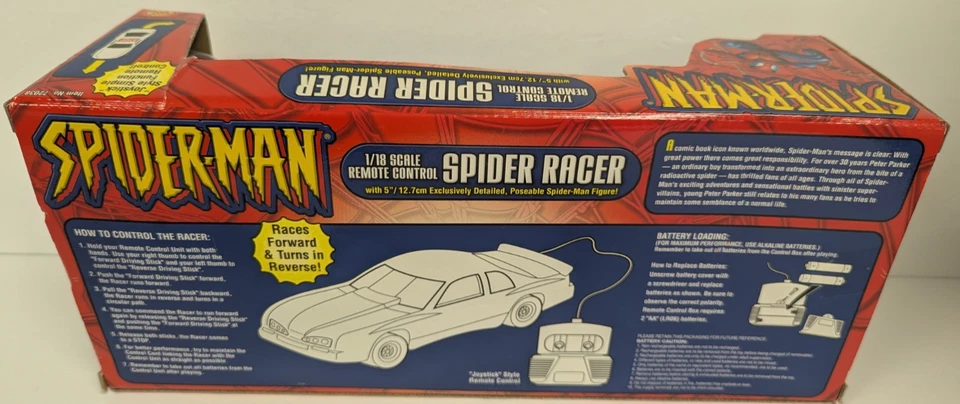 "Joystick"
Style Simple
Function
Remote
Control!
Item No. 72038
1/18 SCALE
REMOTE CONTROL SPIDER RACER
with 5"/12.7cm Exclusively Detailed, Poseable Spider-Man Figure!
SPIDER-MAN
SPIDER-MAN
1/18 SCALE
REMOTE CONTROL SPIDER RACER
with 5"/12.7cm Exclusively Detailed, Poseable Spider-Man Figure!
A comic book icon known worldwide, Spider-Man's message is clear: With
great power there comes great responsibility. For over 30 years Peter Parker
— an ordinary boy transformed into an extraordinary hero from the bite of a
radioactive spider — has thrilled fans of all ages. Through all of Spider-
Man's exciting adventures and sensational battles with sinister super-
villains, young Peter Parker still relates to his many fans as he tries to
maintain some semblance of a normal life.
HOW TO CONTROL THE RACER:
1. Hold your Remote Control Unit with both
hands. Use your right thumb to control the
"Forward Driving Stick" and your left thumb to
control the "Reverse Driving Stick".
2. Push the "Forward Driving Stick" forward,
the Racer runs forward.
3. Pull the "Reverse Driving Stick" backward,
the Racer runs in reverse and turns in a
circular path.
4. You can command the Racer to run forward
again by releasing the "Reverse Driving Stick"
and pushing the "Forward Driving Stick" at
the same time.
5. Release both sticks, the Racer comes
to a STOP.
6. For better performance, try to maintain the
Control Cord linking the Racer with the
Control Unit as straight as possible.
7. Remember to take out all batteries from the
Control Unit after playing.
Races
Forward
& Turns in
Reverse!
"Joystick" Style
Remote Control
BATTERY LOADING:
(FOR MAXIMUM PERFORMANCE, USE ALKALINE BATTERIES.)
Remember to take out all batteries from the Control Box after playing.
How to Replace Batteries:
Unscrew battery cover with
a screwdriver and replace
batteries as shown. Be sure to
observe the correct polarity.
Remote Control Box requires
2 "AA" (LR06) batteries.
PLEASE RETAIN THIS PACKAGING FOR FUTURE REFERENCE.
BATTERY CAUTION: